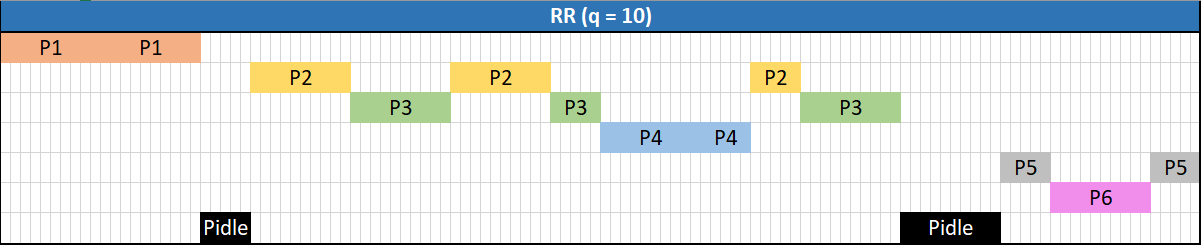 RR (q = 10)
P1 P1
P2 P2 P2
P3 P3 P3
P4 P4
P5 P5
P6
Pidle Pidle